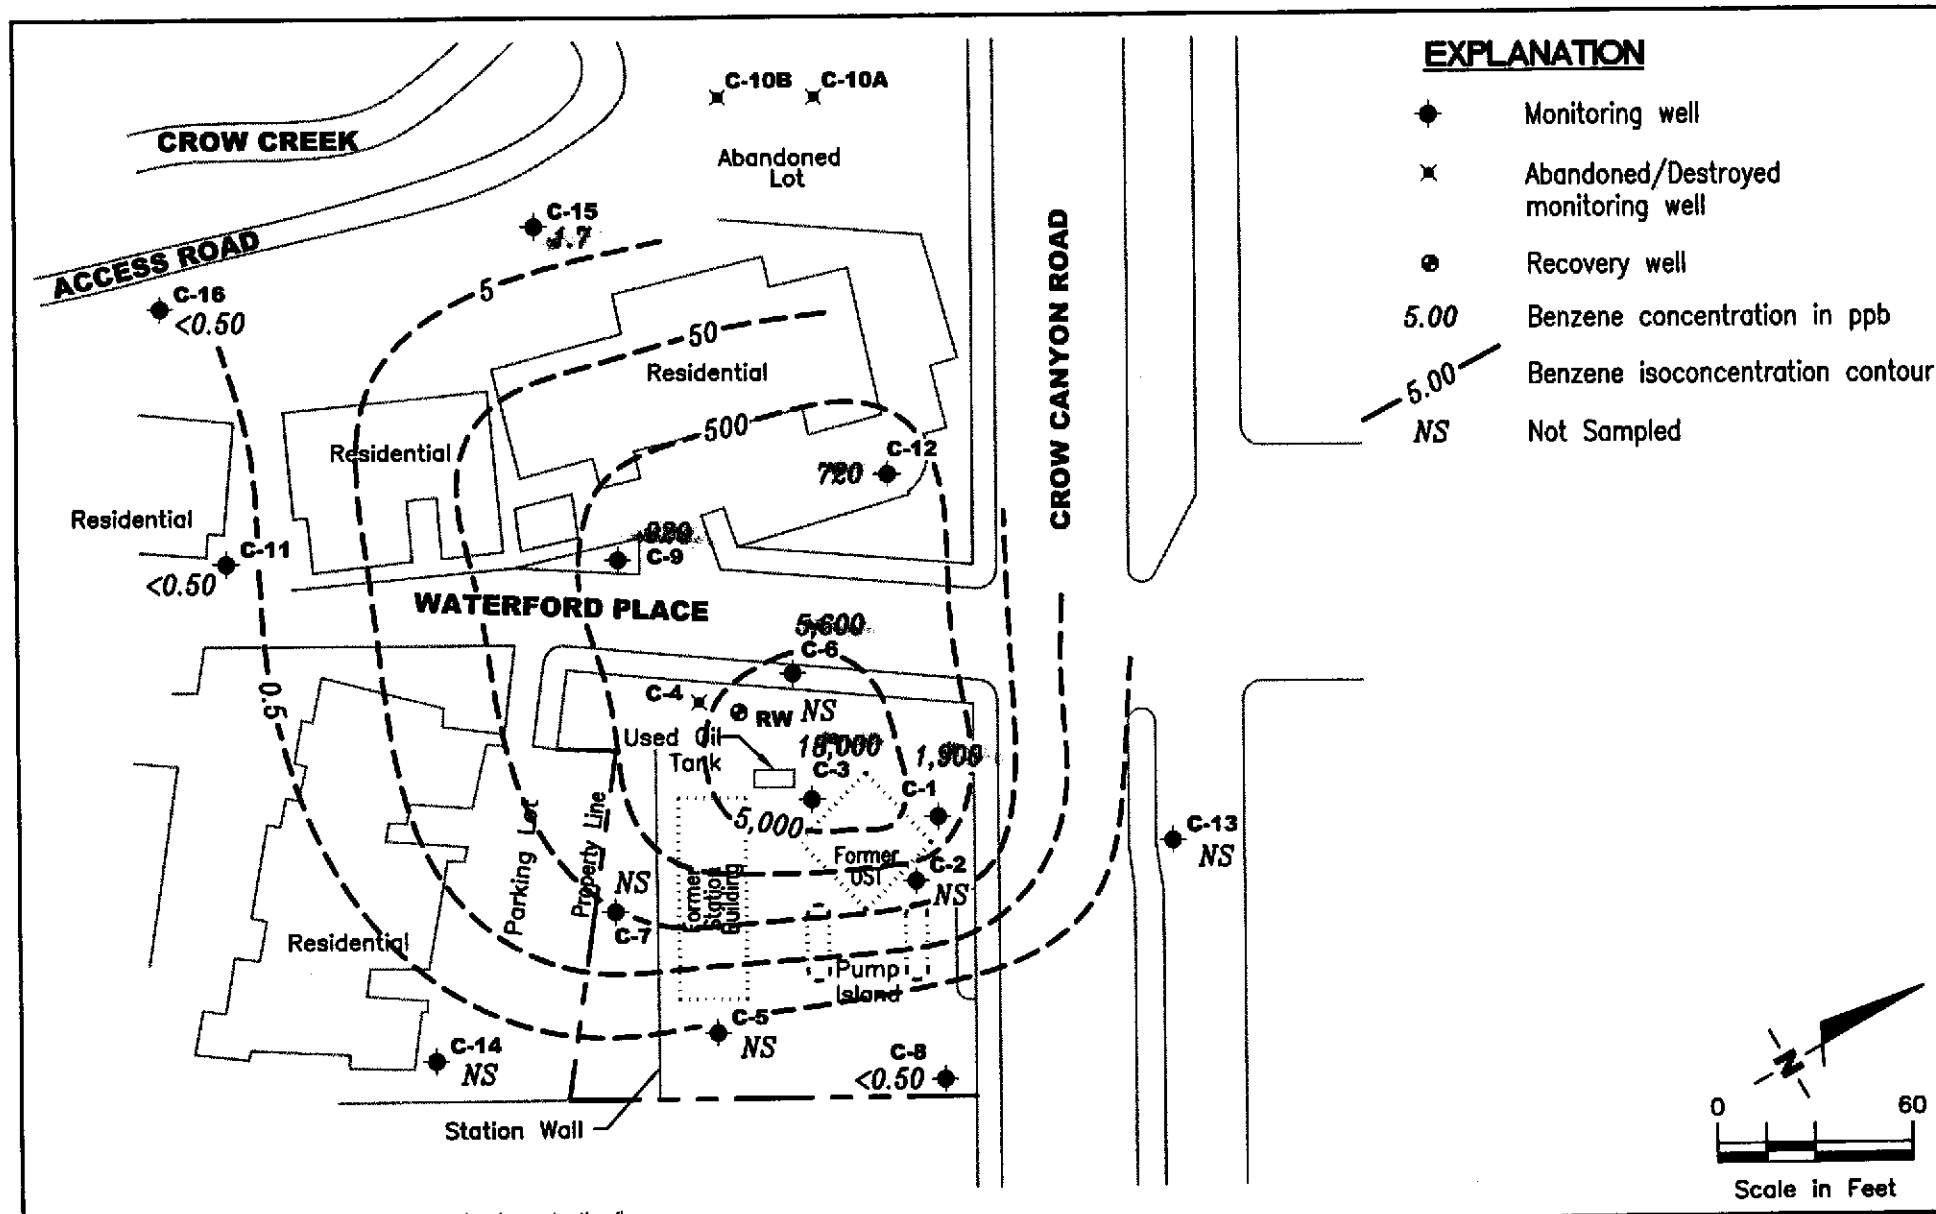 EXPLANATION
Monitoring well
Abandoned/Destroyed
monitoring well
Recovery well
5.00
Benzene concentration in ppb
5.00
Benzene isoconcentration contour
NS
Not Sampled
C-10B
C-10A
CROW CREEK
Abandoned
Lot
C-15
ACCESS ROAD
C-16
<0.50
5
50
Residential
500
C-12
720
CROW CANYON ROAD
Residential
Residential
C-11
<0.50
C-9
WATERFORD PLACE
5,600
C-6
NS
C-4
RW
0.5
Used Oil
Tank
C-3
C-1
5,000
C-13
NS
Former
UST
C-2
NS
NS
C-7
Former
Station
Building
Parking Lot
Property Line
Residential
Pump
Island
C-5
NS
C-14
NS
C-8
<0.50
Station Wall
N
0
60
Scale in Feet